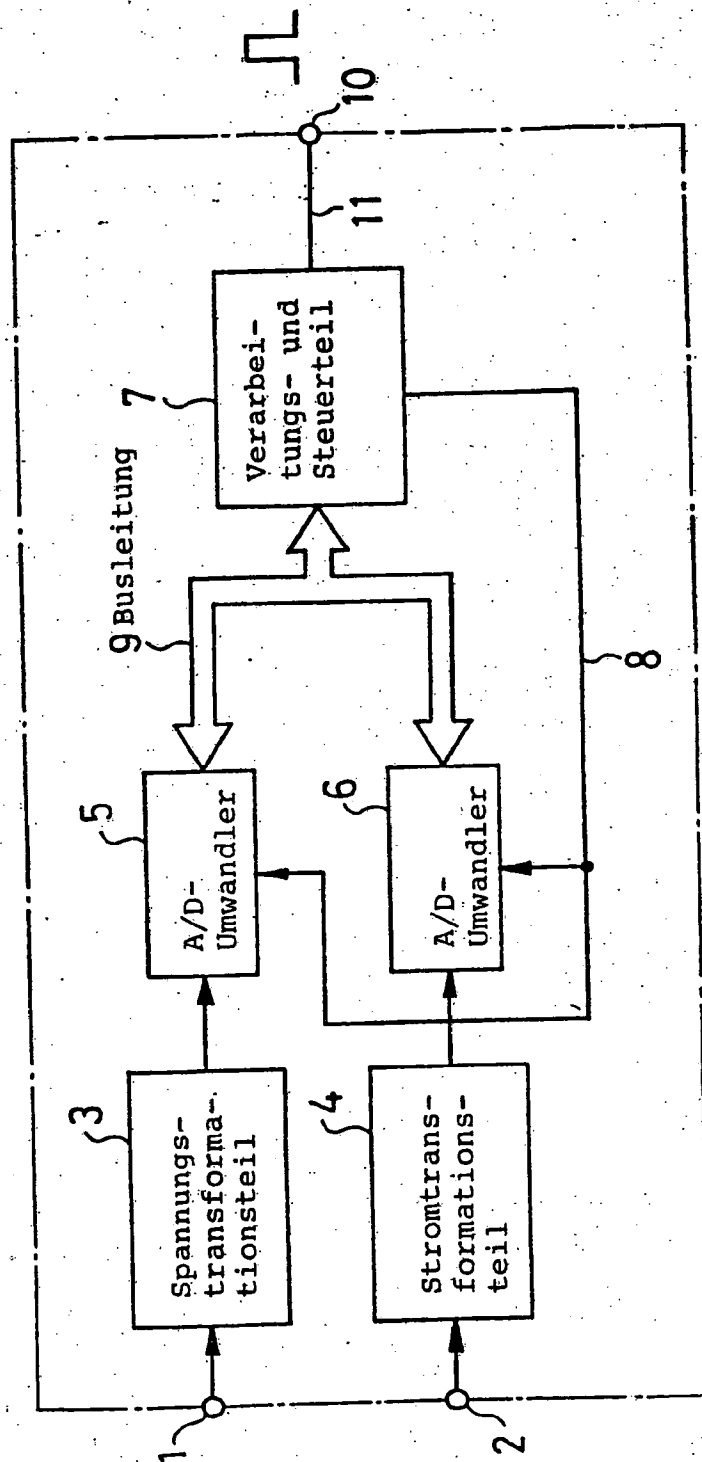 1
2
3
Spannungs-
transforma-
tionsteil
4
Stromtrans-
formations-
teil
5
A/D-
Umwandler
6
A/D-
Umwandler
9 Busleitung
7
Verarbei-
tungs- und
Steuerteil
8
11
10